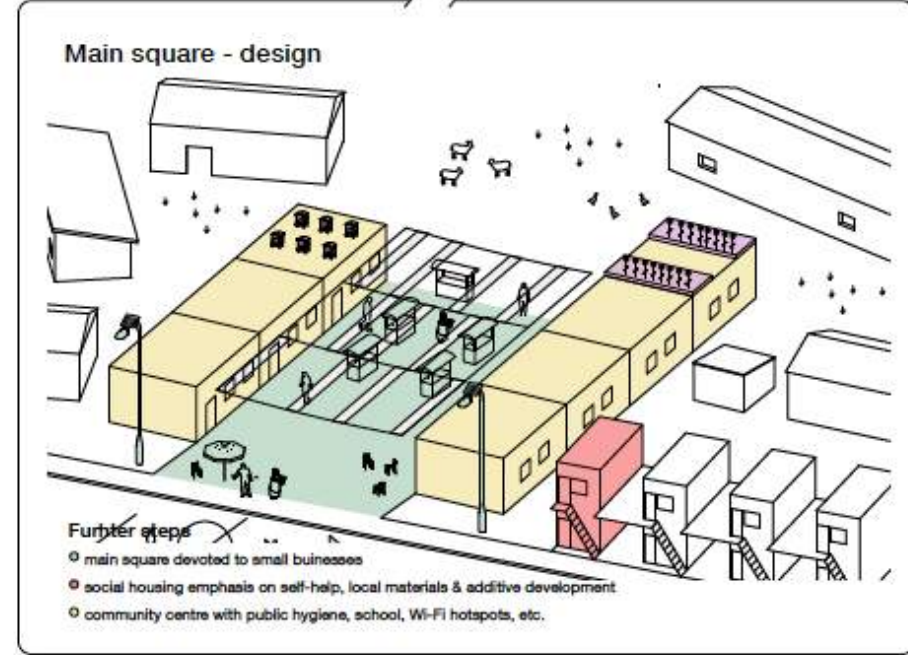 Main square - design
Furhter steps
main square devoted to small buinesses
social housing emphasis on self-help, local materials & additive development
community centre with public hygiene, school, Wi-Fi hotspots, etc.